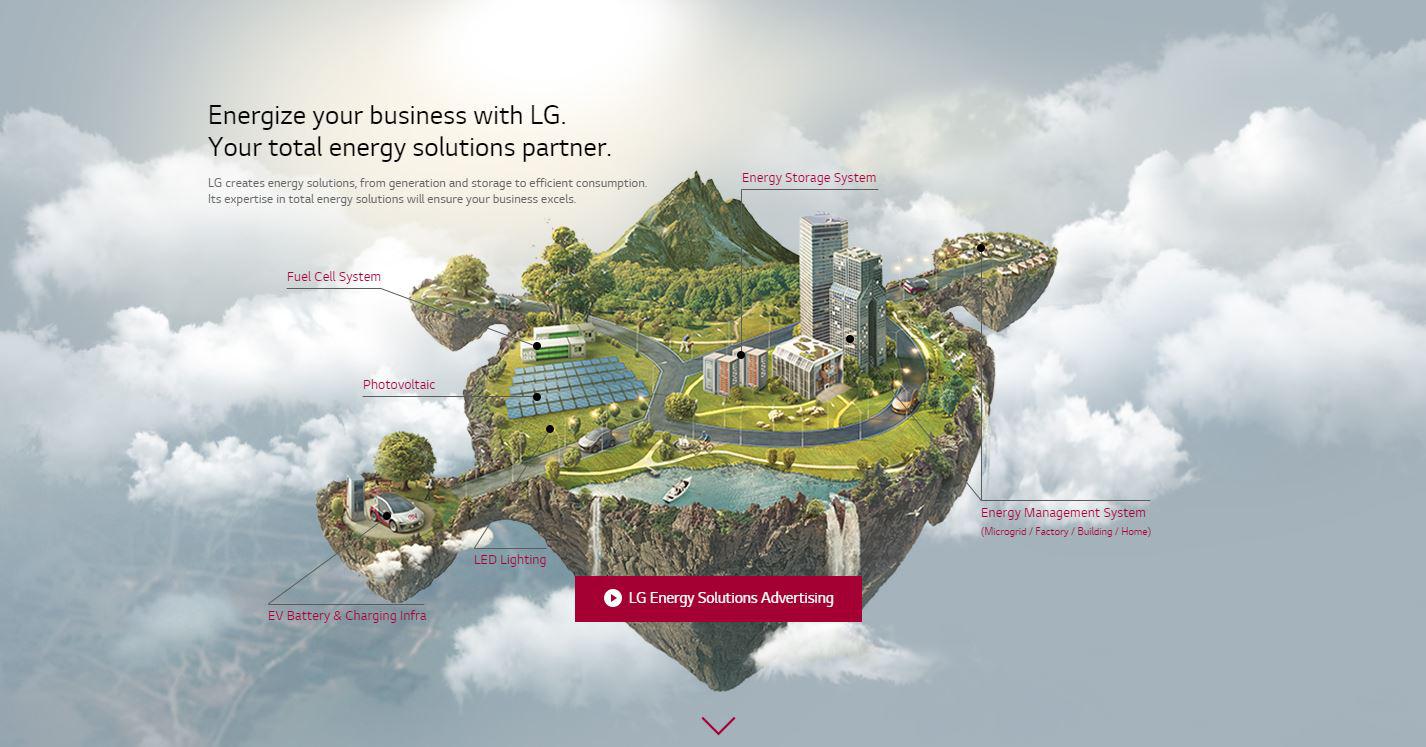 Energize your business with LG.
Your total energy solutions partner.
LG creates energy solutions, from generation and storage to efficient consumption.
Its expertise in total energy solutions will ensure your business excels.
Energy Storage System
Fuel Cell System
Photovoltaic
Energy Management System
(Microgrid / Factory / Building / Home)
LED Lighting
LG Energy Solutions Advertising
EV Battery & Charging Infra